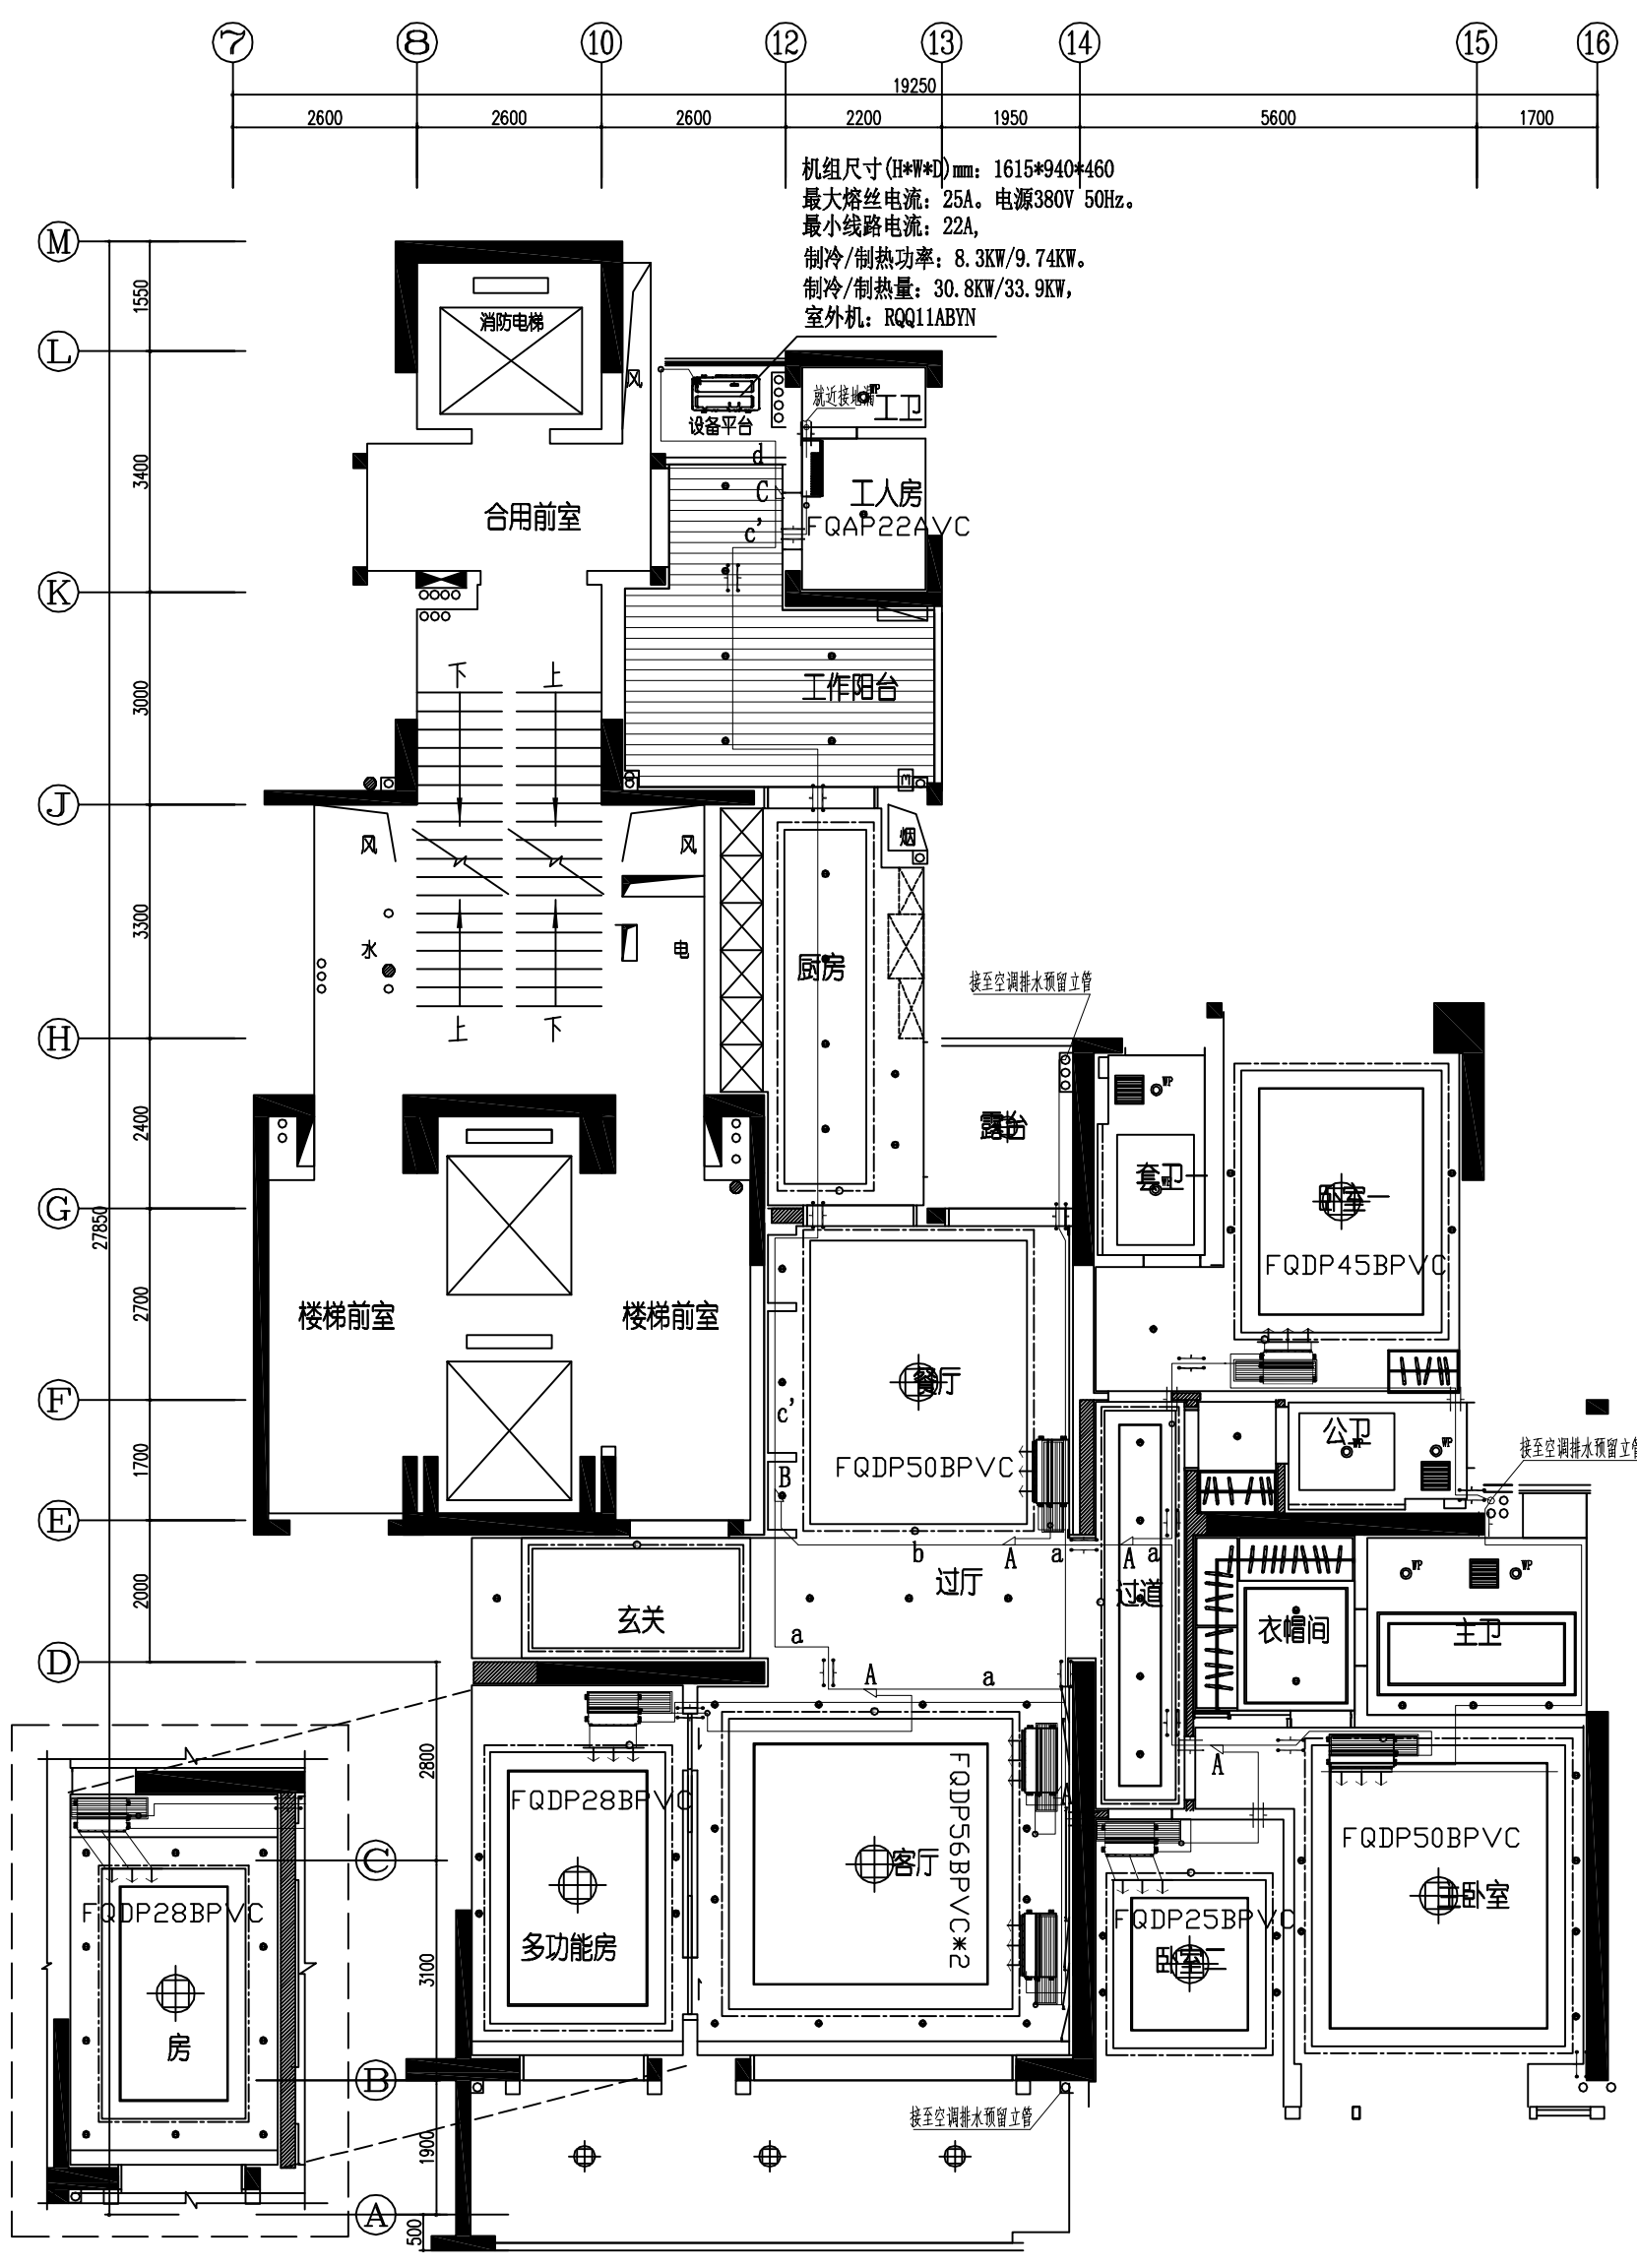 7 8 10 12 13 14 15 16
19250
2600 2600 2600 2200 1950 5600 1700
机组尺寸(H*W*D)mm: 1615*940*460
最大熔丝电流: 25A。电源380V 50Hz。
最小线路电流: 22A,
制冷/制热功率: 8.3KW/9.74KW。
制冷/制热量: 30.8KW/33.9KW,
室外机: RQQ11ABYN
M
1550
消防电梯
L
风
设备平台
就近接地漏
WP
工卫
d
3400
C
工人房
合用前室
c'
FQAP22AVC
K
下 上
3000
工作阳台
J
风 风
烟
3300
水 电
厨房
接至空调排水预留立管
H
上 下
WP
2400
露台
套卫
WP
卧室一
G
27850
FQDP45BPVC
2700
楼梯前室 楼梯前室
餐厅
F
c'
公卫
WP WP
接至空调排水预留立管
1700
FQDP50BPVC
B
E
b A a A a
过厅
WP WP
2000
过道
玄关
衣帽间
主卫
a
D
A a
A
2800
FQDP28BPVC
FQDP56BPVC*2
A
FQDP50BPVC
C
客厅
FQDP28BPVC
FQDP25BPVC
主卧室
多功能房
卧室二
3100
房
B
接至空调排水预留立管
1900
A
500